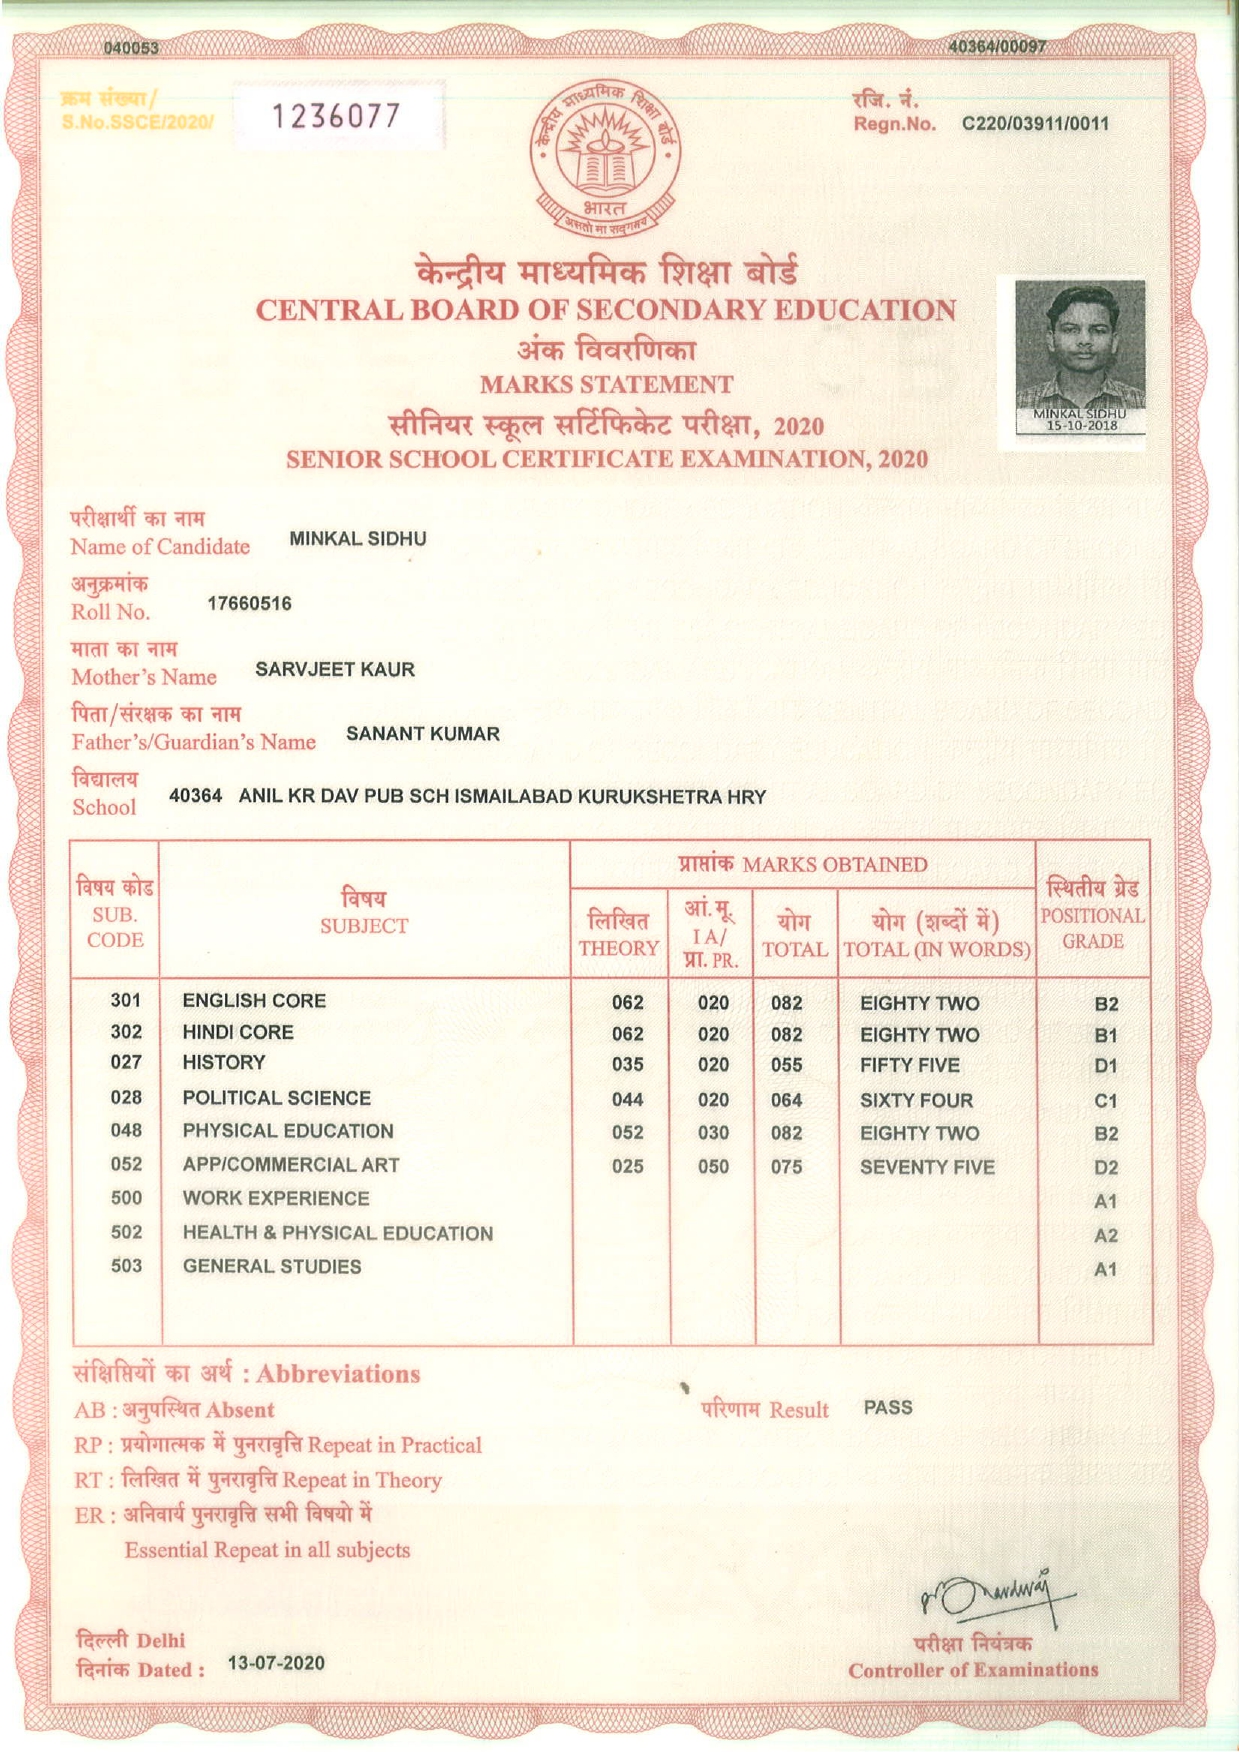 040053
40364/00097
क्रम संख्या/
S.No.SSCE/2020/ 1236077
रजि. नं.
Regn.No. C220/03911/0011
केन्द्रीय माध्यमिक शिक्षा बोर्ड
भारत
असतो मा सद्गमय
केन्द्रीय माध्यमिक शिक्षा बोर्ड
CENTRAL BOARD OF SECONDARY EDUCATION
अंक विवरणिका
MARKS STATEMENT
सीनियर स्कूल सर्टिफिकेट परीक्षा, 2020
SENIOR SCHOOL CERTIFICATE EXAMINATION, 2020
MINKAL SIDHU
15-10-2018
परीक्षार्थी का नाम
Name of Candidate MINKAL SIDHU
अनुक्रमांक
Roll No. 17660516
माता का नाम
Mother's Name SARVJEET KAUR
पिता/संरक्षक का नाम
Father's/Guardian's Name SANANT KUMAR
विद्यालय
School 40364 ANIL KR DAV PUB SCH ISMAILABAD KURUKSHETRA HRY
विषय कोड
SUB.
CODE
विषय
SUBJECT
प्राप्तांक MARKS OBTAINED
लिखित
THEORY
आं.मू.
IA/
प्रा. PR.
योग
TOTAL
योग (शब्दों में)
TOTAL (IN WORDS)
स्थितीय ग्रेड
POSITIONAL
GRADE
301 ENGLISH CORE 062 020 082 EIGHTY TWO B2
302 HINDI CORE 062 020 082 EIGHTY TWO B1
027 HISTORY 035 020 055 FIFTY FIVE D1
028 POLITICAL SCIENCE 044 020 064 SIXTY FOUR C1
048 PHYSICAL EDUCATION 052 030 082 EIGHTY TWO B2
052 APP/COMMERCIAL ART 025 050 075 SEVENTY FIVE D2
500 WORK EXPERIENCE A1
502 HEALTH & PHYSICAL EDUCATION A2
503 GENERAL STUDIES A1
संक्षिप्तियों का अर्थ : Abbreviations
AB : अनुपस्थित Absent
परिणाम Result PASS
RP : प्रयोगात्मक में पुनरावृत्ति Repeat in Practical
RT : लिखित में पुनरावृत्ति Repeat in Theory
ER : अनिवार्य पुनरावृत्ति सभी विषयो में
Essential Repeat in all subjects
दिल्ली Delhi
दिनांक Dated : 13-07-2020
परीक्षा नियंत्रक
Controller of Examinations